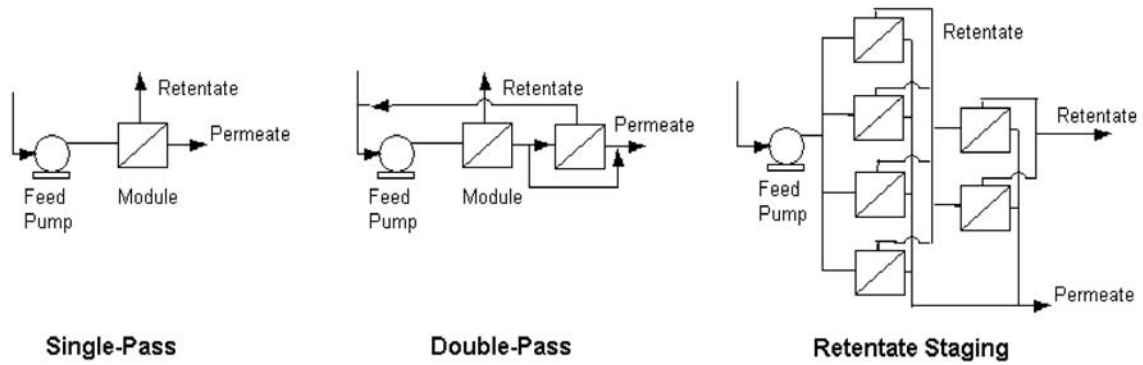 Retentate
Permeate
Feed
Pump
Module
Single-Pass
Retentate
Permeate
Feed
Pump
Module
Double-Pass
Retentate
Retentate
Feed
Pump
Permeate
Retentate Staging